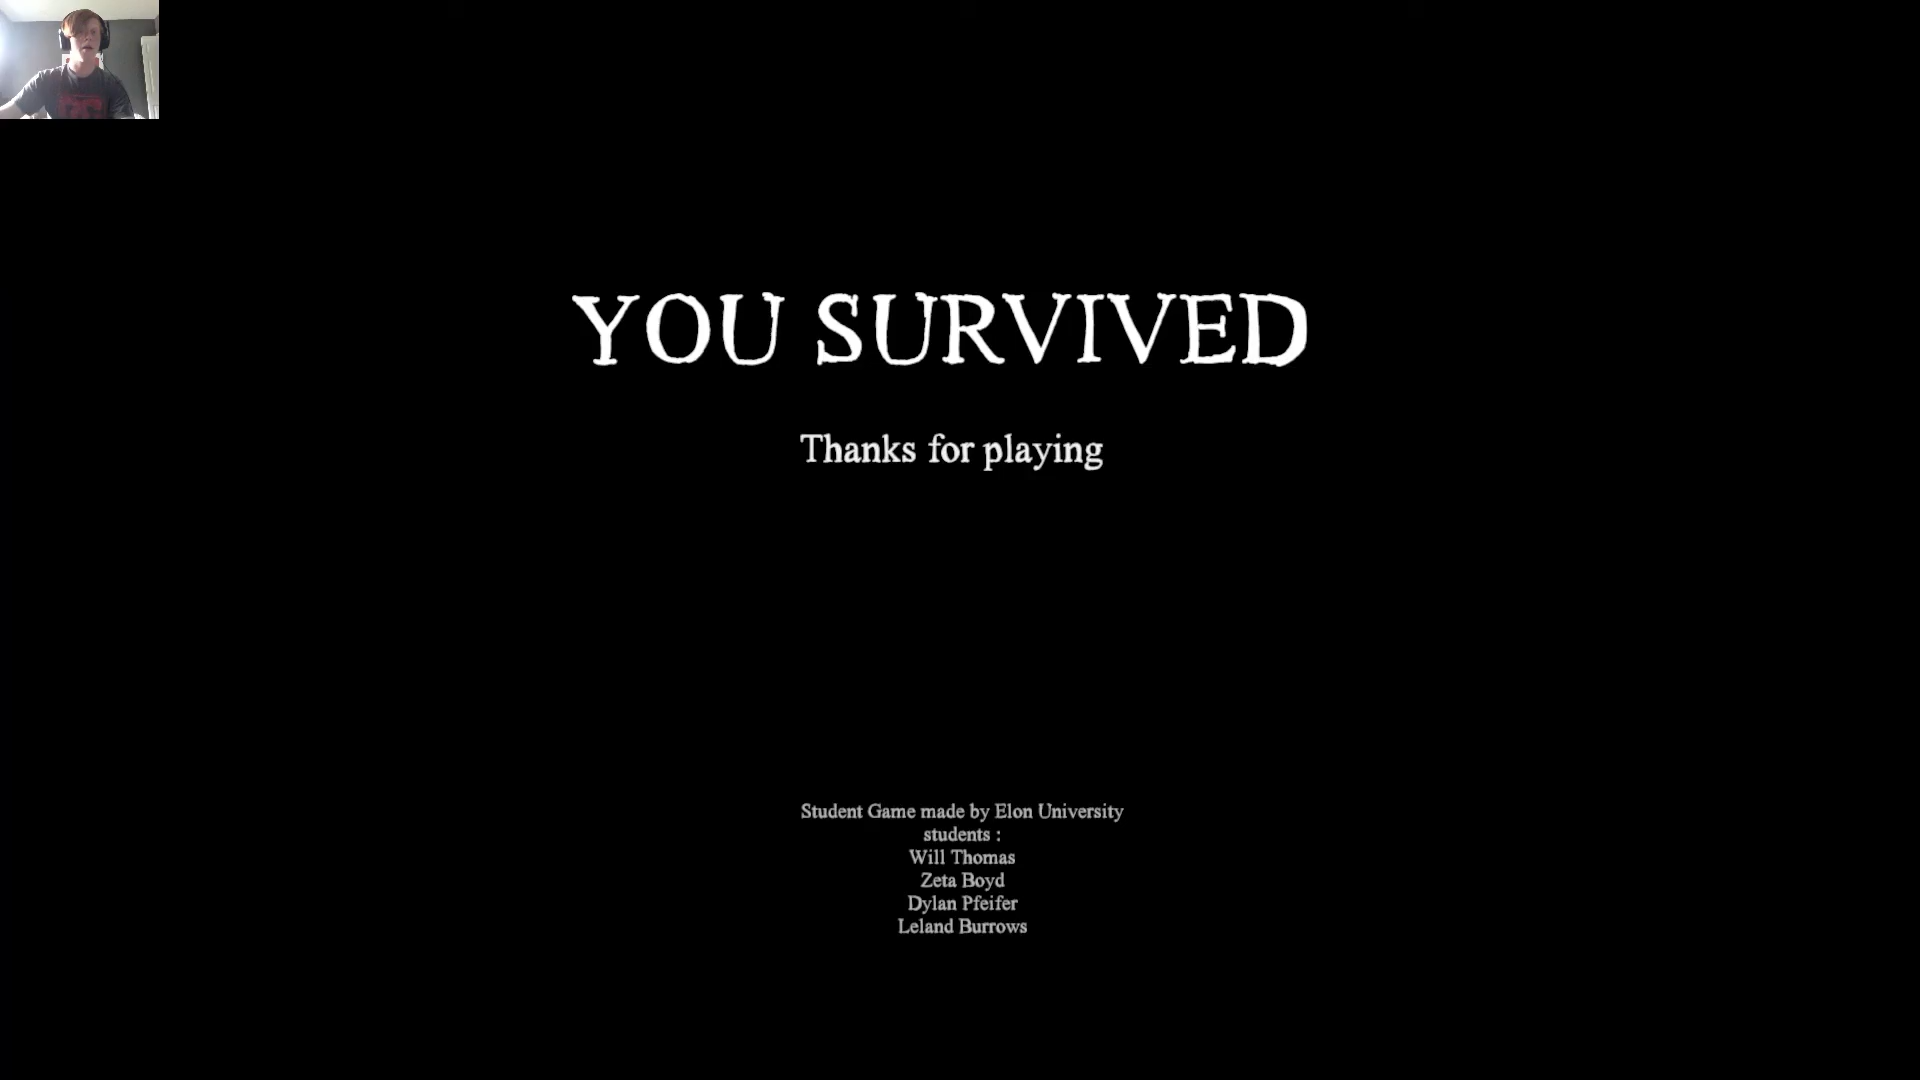 YOU SURVIVED
Thanks for playing
Student Game made by Elon University
students :
Will Thomas
Zeta Boyd
Dylan Pfeifer
Leland Burrows